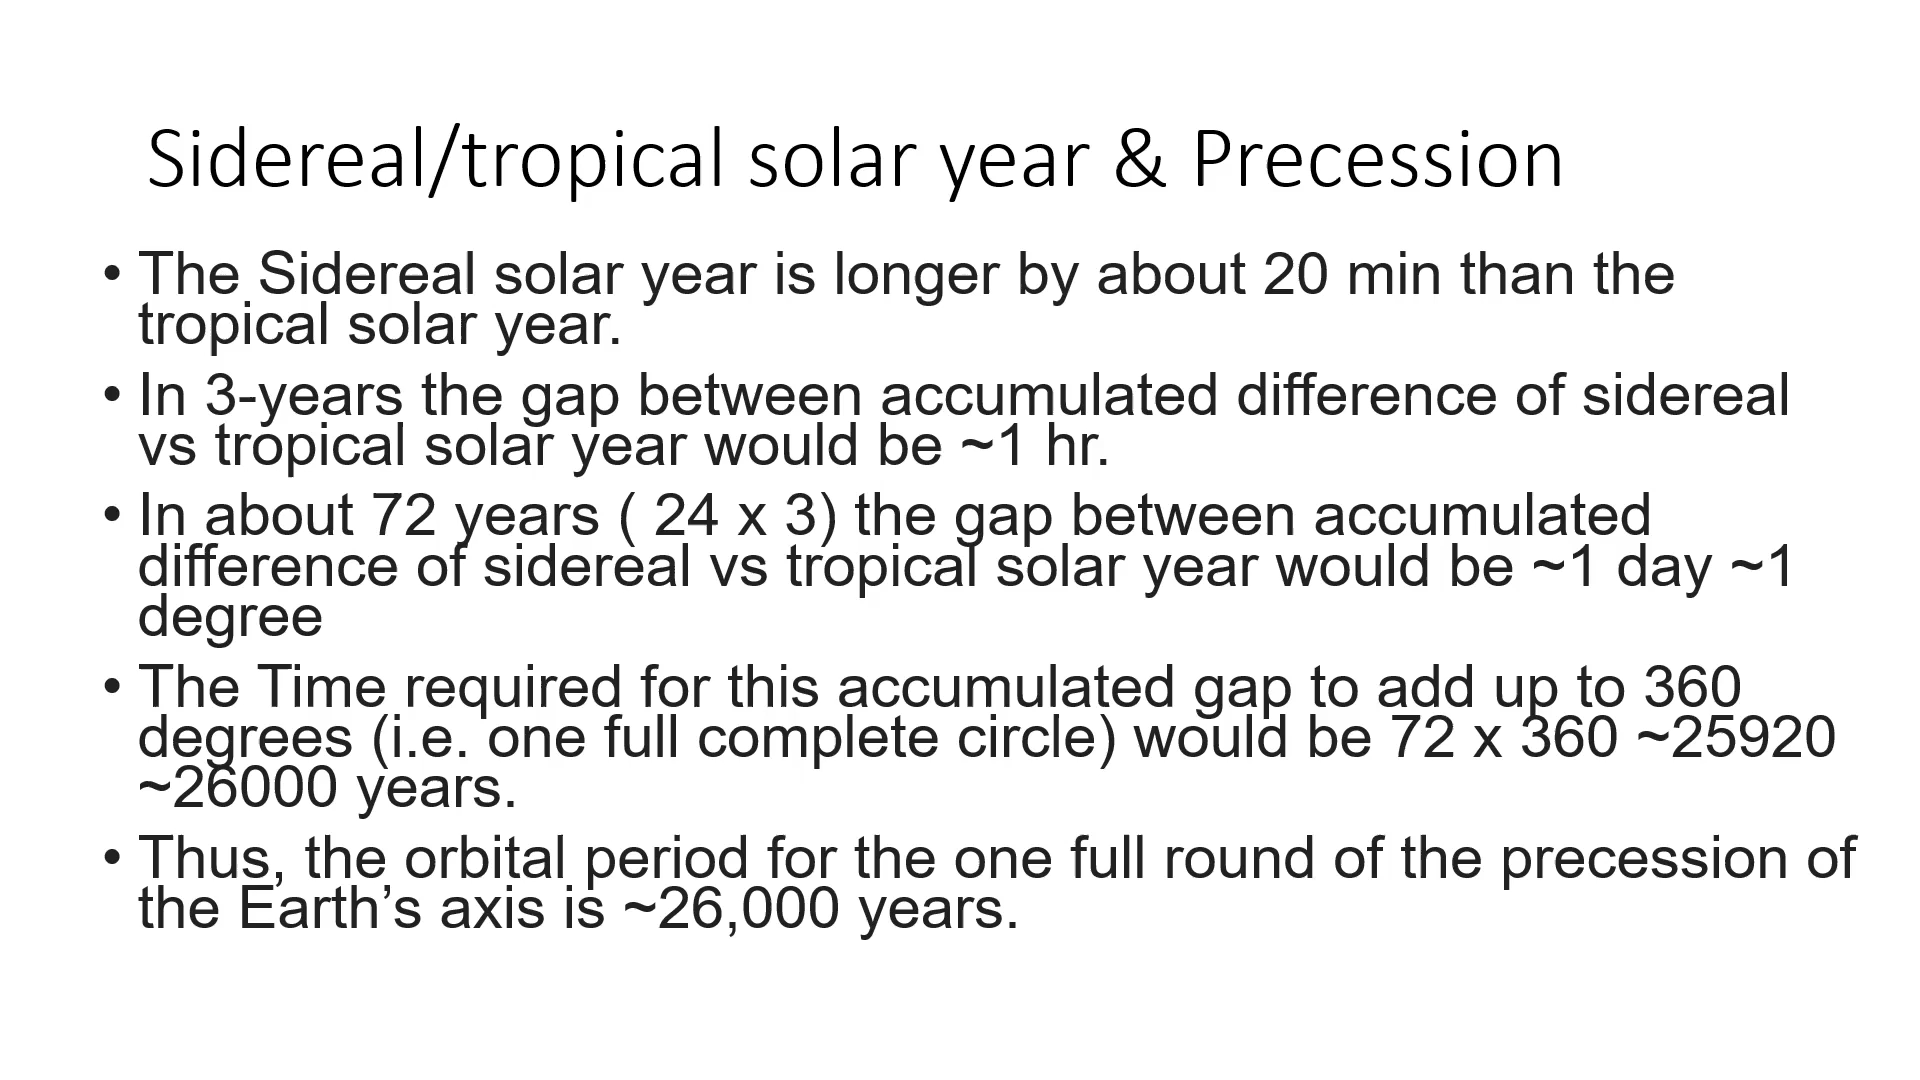 Sidereal/tropical solar year & Precession
• The Sidereal solar year is longer by about 20 min than the
tropical solar year.
• In 3-years the gap between accumulated difference of sidereal
vs tropical solar year would be ~1 hr.
• In about 72 years ( 24 x 3) the gap between accumulated
difference of sidereal vs tropical solar year would be ~1 day ~1
degree
• The Time required for this accumulated gap to add up to 360
degrees (i.e. one full complete circle) would be 72 x 360 ~25920
~26000 years.
• Thus, the orbital period for the one full round of the precession of
the Earth’s axis is ~26,000 years.